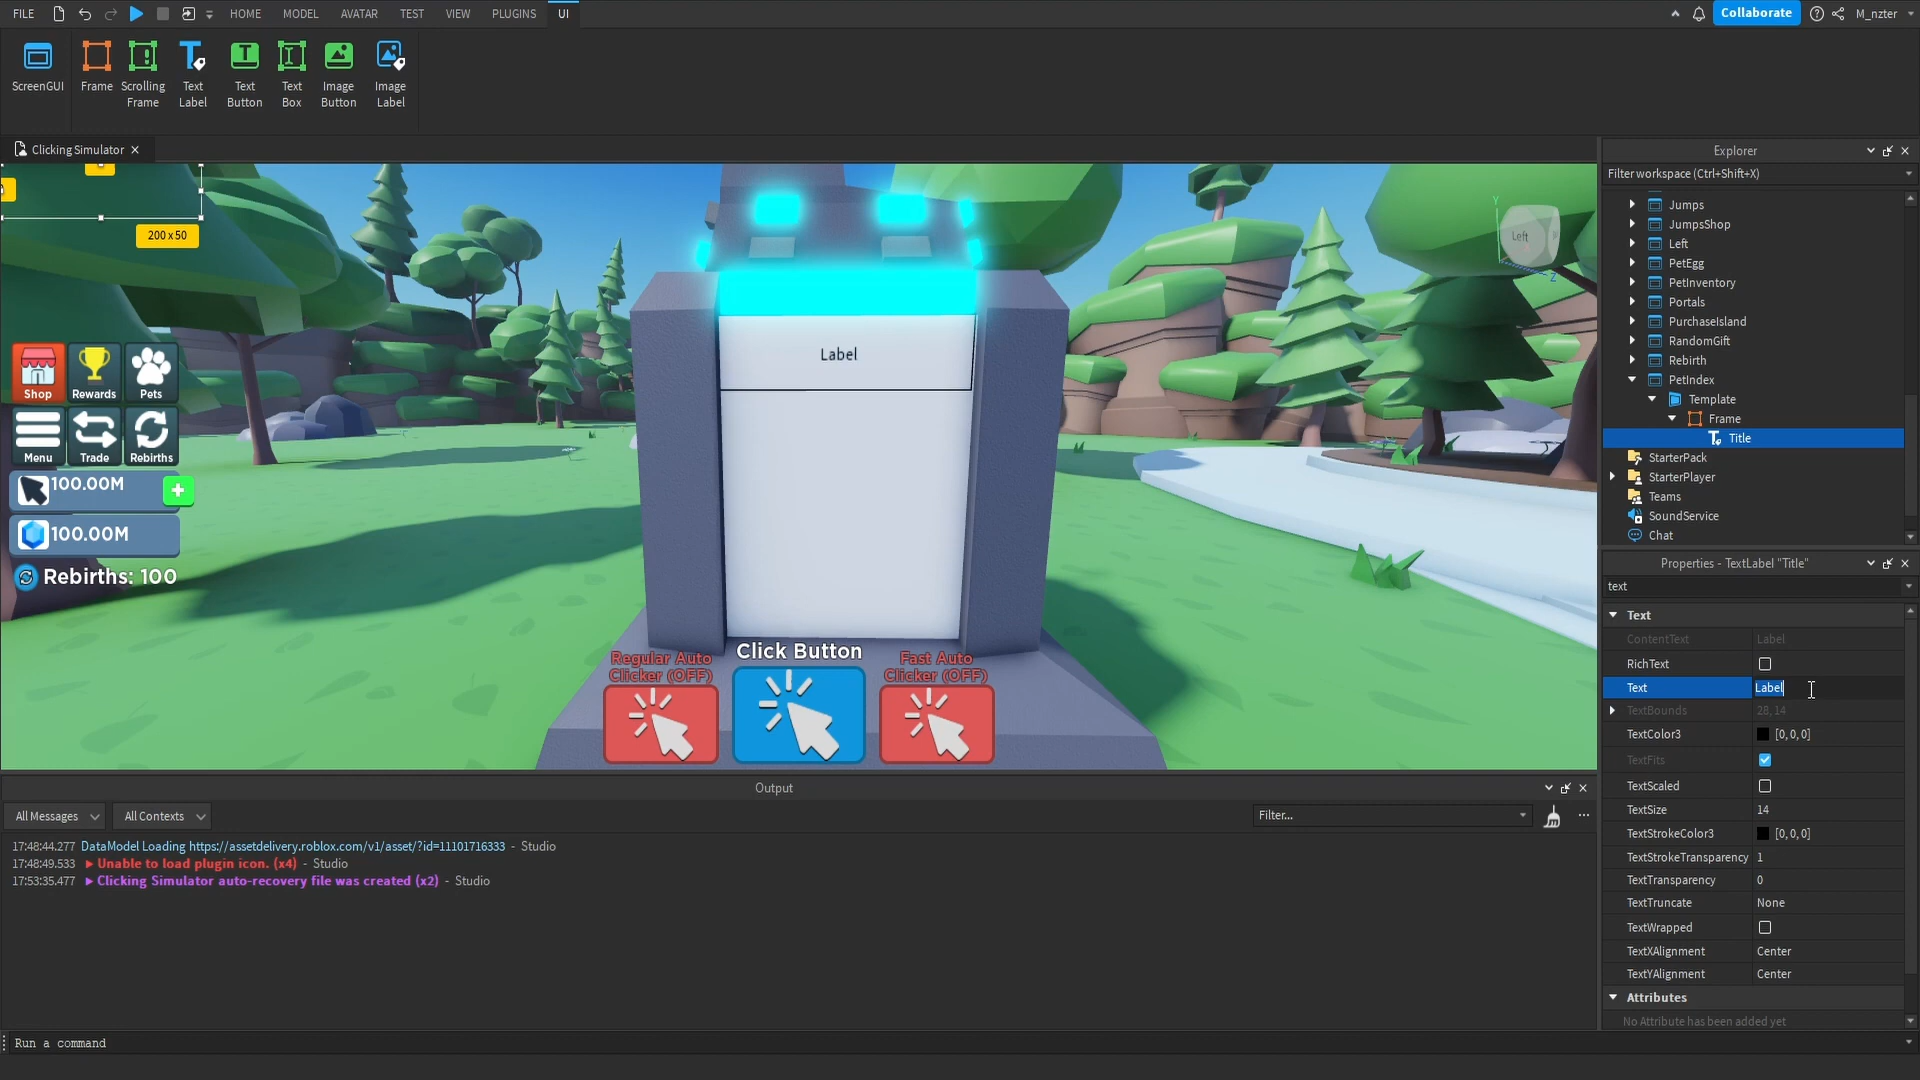 FILE HOME MODEL AVATAR TEST VIEW PLUGINS UI Collaborate M_nzter
ScreenGUI Frame Scrolling Frame Text Label Text Button Text Box Image Button Image Label
Clicking Simulator
200 x 50
Left
Y
Z
Label
Shop Rewards Pets
Menu Trade Rebirths
100.00M
100.00M
Rebirths: 100
Regular Auto
Clicker (OFF)
Click Button
Fast Auto
Clicker (OFF)
Explorer
Filter workspace (Ctrl+Shift+X)
Jumps
JumpsShop
Left
PetEgg
PetInventory
Portals
PurchaseIsland
RandomGift
Rebirth
PetIndex
Template
Frame
Title
StarterPack
StarterPlayer
Teams
SoundService
Chat
Properties - TextLabel "Title"
text
Text
ContentText Label
RichText
Text Label
TextBounds 28, 14
TextColor3 [0,0,0]
TextFits
TextScaled
TextSize 14
TextStrokeColor3 [0,0,0]
TextStrokeTransparency 1
TextTransparency 0
TextTruncate None
TextWrapped
TextXAlignment Center
TextYAlignment Center
Attributes
No Attribute has been added yet
Output
All Messages All Contexts Filter...
17:48:44.277 DataModel Loading https://assetdelivery.roblox.com/v1/asset/?id=11101716333 - Studio
17:48:49.533 Unable to load plugin icon. (x4) - Studio
17:53:35.477 Clicking Simulator auto-recovery file was created (x2) - Studio
Run a command